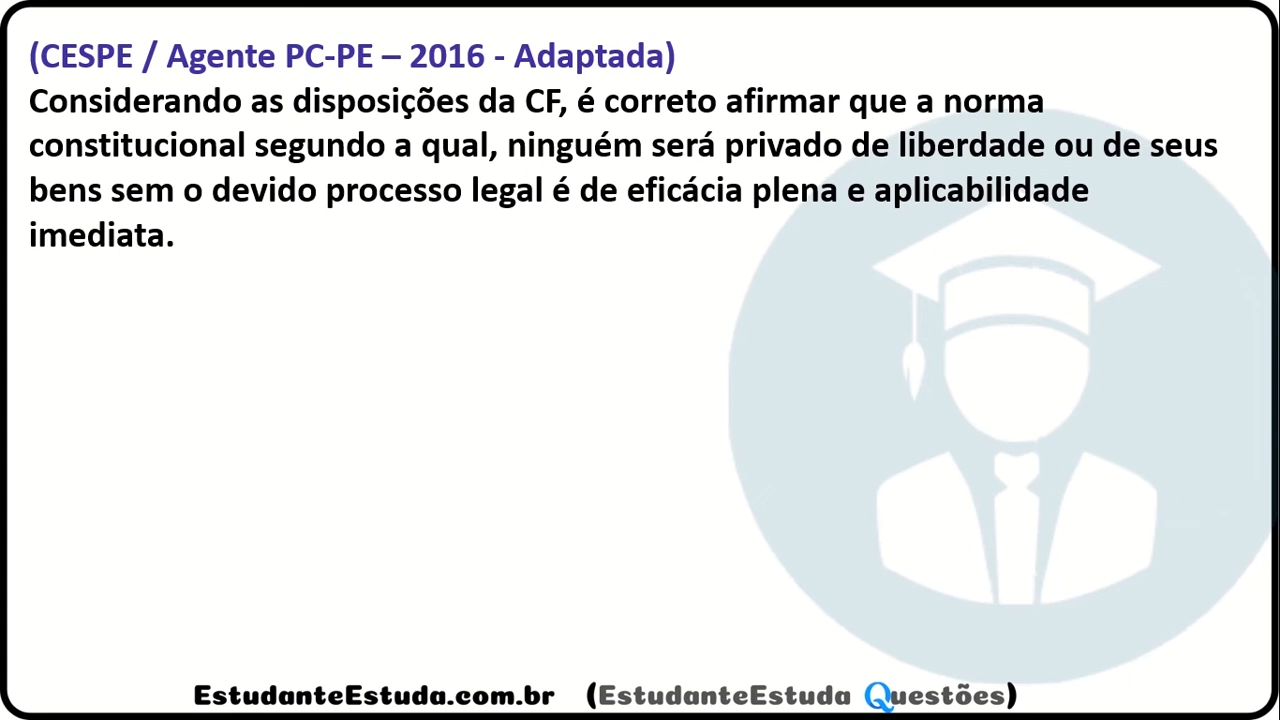 (CESPE / Agente PC-PE – 2016 - Adaptada)
Considerando as disposições da CF, é correto afirmar que a norma
constitucional segundo a qual, ninguém será privado de liberdade ou de seus
bens sem o devido processo legal é de eficácia plena e aplicabilidade
imediata.
EstudanteEstuda.com.br (EstudanteEstuda Questões)